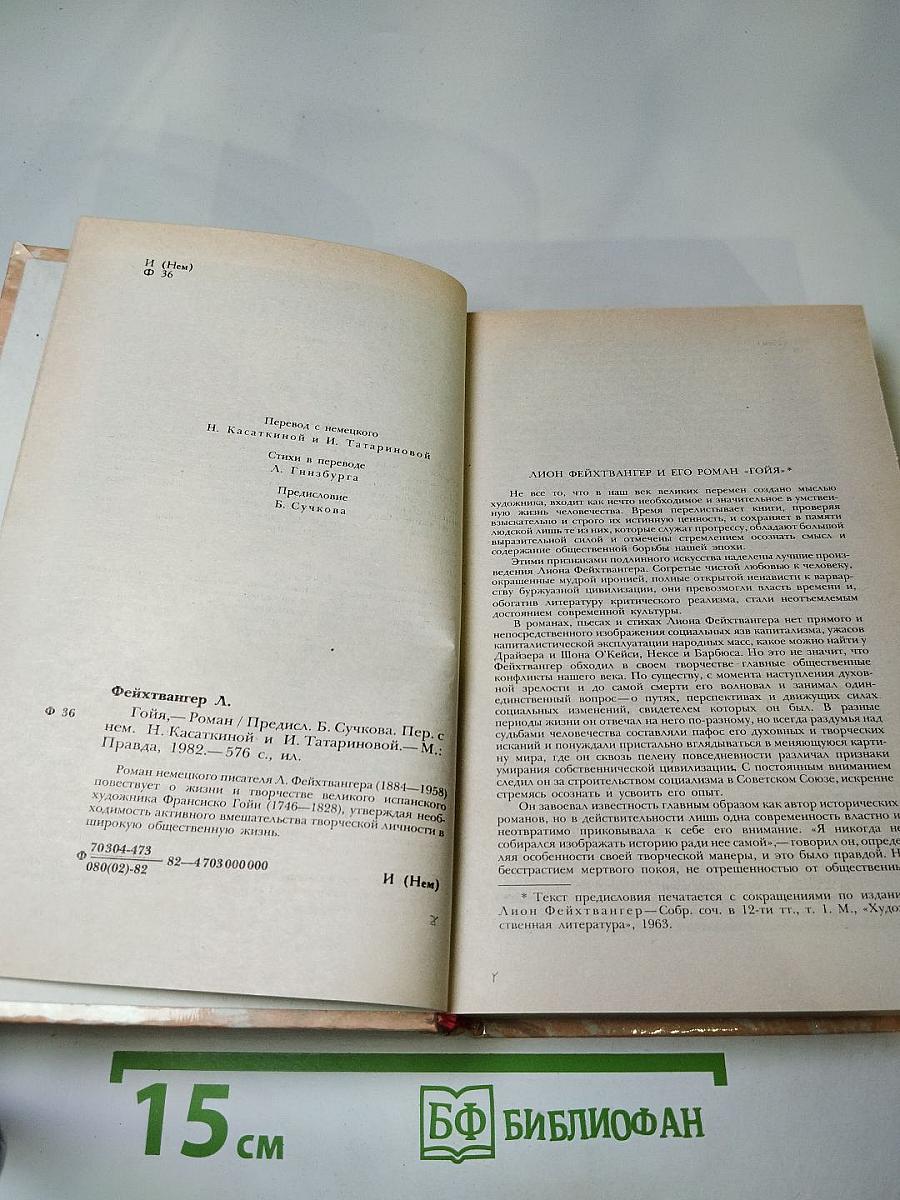 И (Нем)
Ф 36
Перевод с немецкого
Н. Касаткиной и И. Татариновой
Стихи в переводе
Л. Гинзбурга
Предисловие
Б. Сучкова
Фейхтвангер Л.
Ф 36
Гойя,— Роман / Предисл. Б. Сучкова. Пер. с
нем. Н. Касаткиной и И. Татариновой.— М.:
Правда, 1982.— 576 с., ил.
Роман немецкого писателя Л. Фейхтвангера (1884—1958)
повествует о жизни и творчестве великого испанского
художника Франсиско Гойи (1746—1828), утверждая необ-
ходимость активного вмешательства творческой личности в
широкую общественную жизнь.
Ф 70304-473
080(02)-82
82—4703000000
И (Нем)
ЛИОН ФЕЙХТВАНГЕР И ЕГО РОМАН «ГОЙЯ»*
Не все то, что в наш век великих перемен создано мыслью
художника, входит как нечто необходимое и значительное в умствен-
ную жизнь человечества. Время перелистывает книги, проверяя
взыскательно и строго их истинную ценность, и сохраняет в памяти
людской лишь те из них, которые служат прогрессу, обладают большой
выразительной силой и отмечены стремлением осознать смысл и
содержание общественной борьбы нашей эпохи.
Этими признаками подлинного искусства наделены лучшие произ-
ведения Лиона Фейхтвангера. Согретые чистой любовью к человеку,
окрашенные мудрой иронией, полные открытой ненависти к варвар-
ству буржуазной цивилизации, они превозмогли власть времени и,
обогатив литературу критического реализма, стали неотъемлемым
достоянием современной культуры.
В романах, пьесах и стихах Лиона Фейхтвангера нет прямого и
непосредственного изображения социальных язв капитализма, ужасов
капиталистической эксплуатации народных масс, какое можно найти у
Драйзера и Шона О'Кейси, Нексе и Барбюса. Но это не значит, что
Фейхтвангер обходил в своем творчестве главные общественные
конфликты нашего века. По существу, с момента наступления духов-
ной зрелости и до самой смерти его волновал и занимал один-
единственный вопрос—о путях, перспективах и движущих силах
социальных изменений, свидетелем которых он был. В разные
периоды жизни он отвечал на него по-разному, но всегда раздумья над
судьбами человечества составляли пафос его духовных и творческих
исканий и понуждали пристально вглядываться в меняющуюся карти-
ну мира, где он сквозь пелену повседневности различал признаки
умирания собственнической цивилизации. С постоянным вниманием
следил он за строительством социализма в Советском Союзе, искренне
стремясь осознать и усвоить его опыт.
Он завоевал известность главным образом как автор исторических
романов, но в действительности лишь одна современность властно и
неотвратимо приковывала к себе его внимание. «Я никогда не
собирался изображать историю ради нее самой»,—говорил он, опреде-
ляя особенности своей творческой манеры, и это было правдой. Не
бесстрастием мертвого покоя, не отрешенностью от общественны
* Текст предисловия печатается с сокращениями по издани
Лион Фейхтвангер—Собр. соч. в 12-ти тт., т. 1. М., «Худо
ственная литература», 1963.
15 см
БФ БИБЛИОФАН